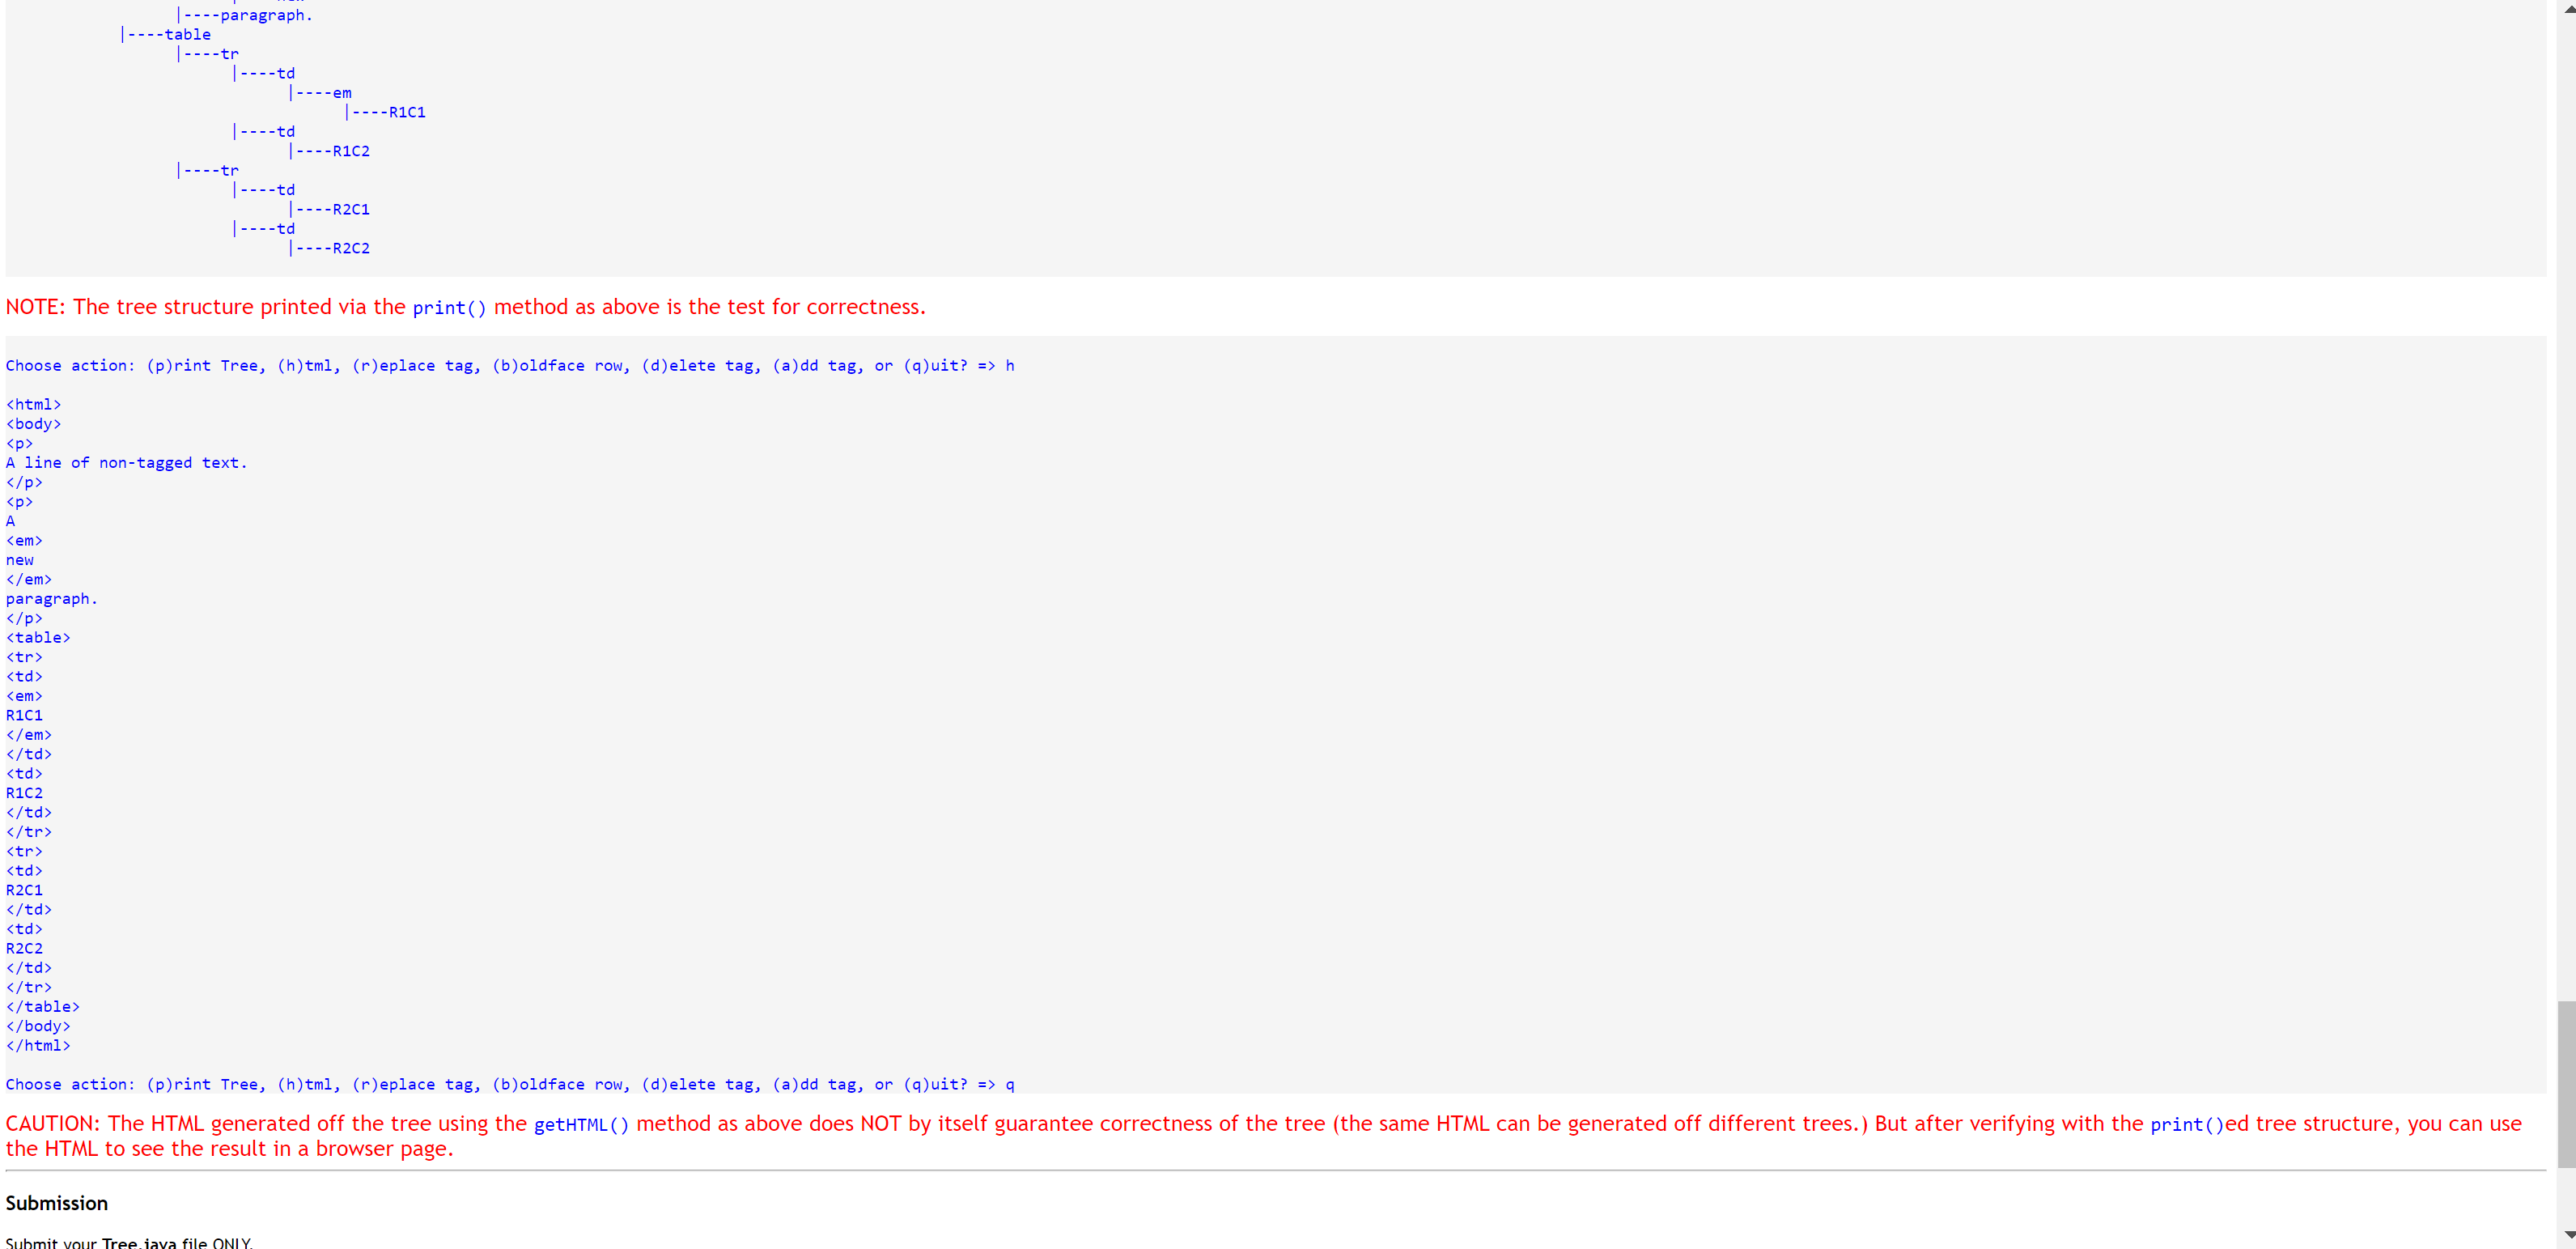 |----paragraph.
|----table
|----tr
|----td
|----em
|----R1C1
|----td
|----R1C2
|----tr
|----td
|----R2C1
|----td
|----R2C2
NOTE: The tree structure printed via the print() method as above is the test for correctness.
Choose action: (p)rint Tree, (h)tml, (r)eplace tag, (b)oldface row, (d)elete tag, (a)dd tag, or (q)uit? => h
<html>
<body>
<p>
A line of non-tagged text.
</p>
<p>
A
<em>
new
</em>
paragraph.
</p>
<table>
<tr>
<td>
<em>
R1C1
</em>
</td>
<td>
R1C2
</td>
</tr>
<tr>
<td>
R2C1
</td>
<td>
R2C2
</td>
</tr>
</table>
</body>
</html>
Choose action: (p)rint Tree, (h)tml, (r)eplace tag, (b)oldface row, (d)elete tag, (a)dd tag, or (q)uit? => q
CAUTION: The HTML generated off the tree using the getHTML() method as above does NOT by itself guarantee correctness of the tree (the same HTML can be generated off different trees.) But after verifying with the print()ed tree structure, you can use
the HTML to see the result in a browser page.
Submission
Submit your Tree.java file ONLY.